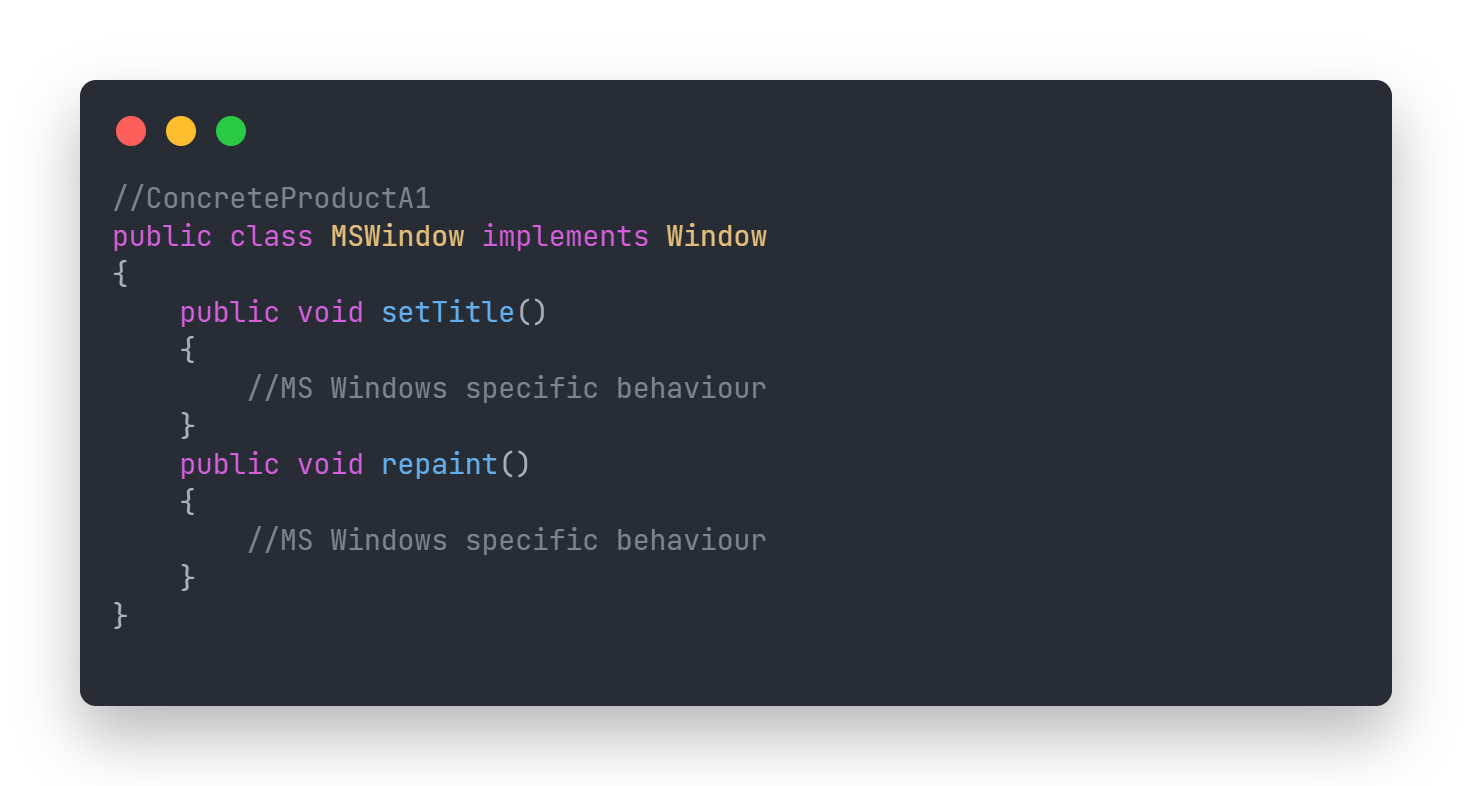 //ConcreteProductA1
public class MSWindow implements Window
{
    public void setTitle()
    {
        //MS Windows specific behaviour
    }
    public void repaint()
    {
        //MS Windows specific behaviour
    }
}